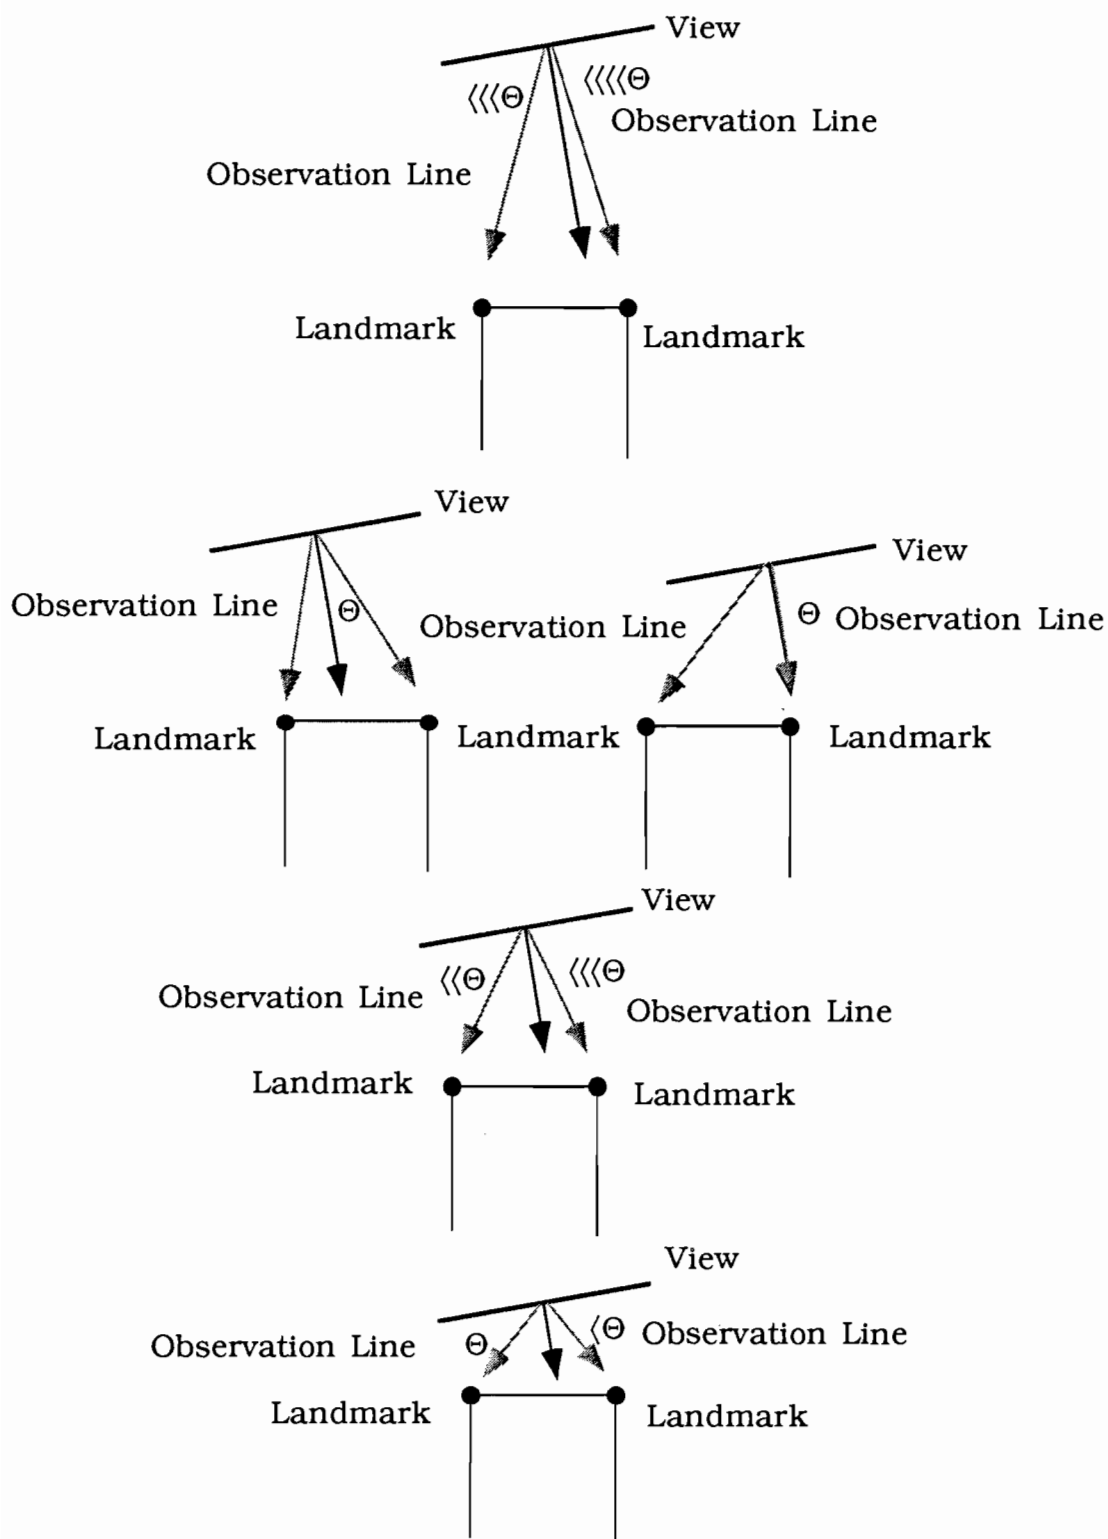 View
⟨⟨⟨Θ
⟨⟨⟨⟨Θ
Observation Line
Observation Line
Landmark
Landmark
View
Observation Line
Θ
Landmark
Landmark
View
Observation Line
Θ Observation Line
Landmark
Landmark
View
Observation Line
⟨⟨Θ
⟨⟨⟨Θ
Observation Line
Landmark
Landmark
View
Observation Line
Θ
⟨Θ
Observation Line
Landmark
Landmark